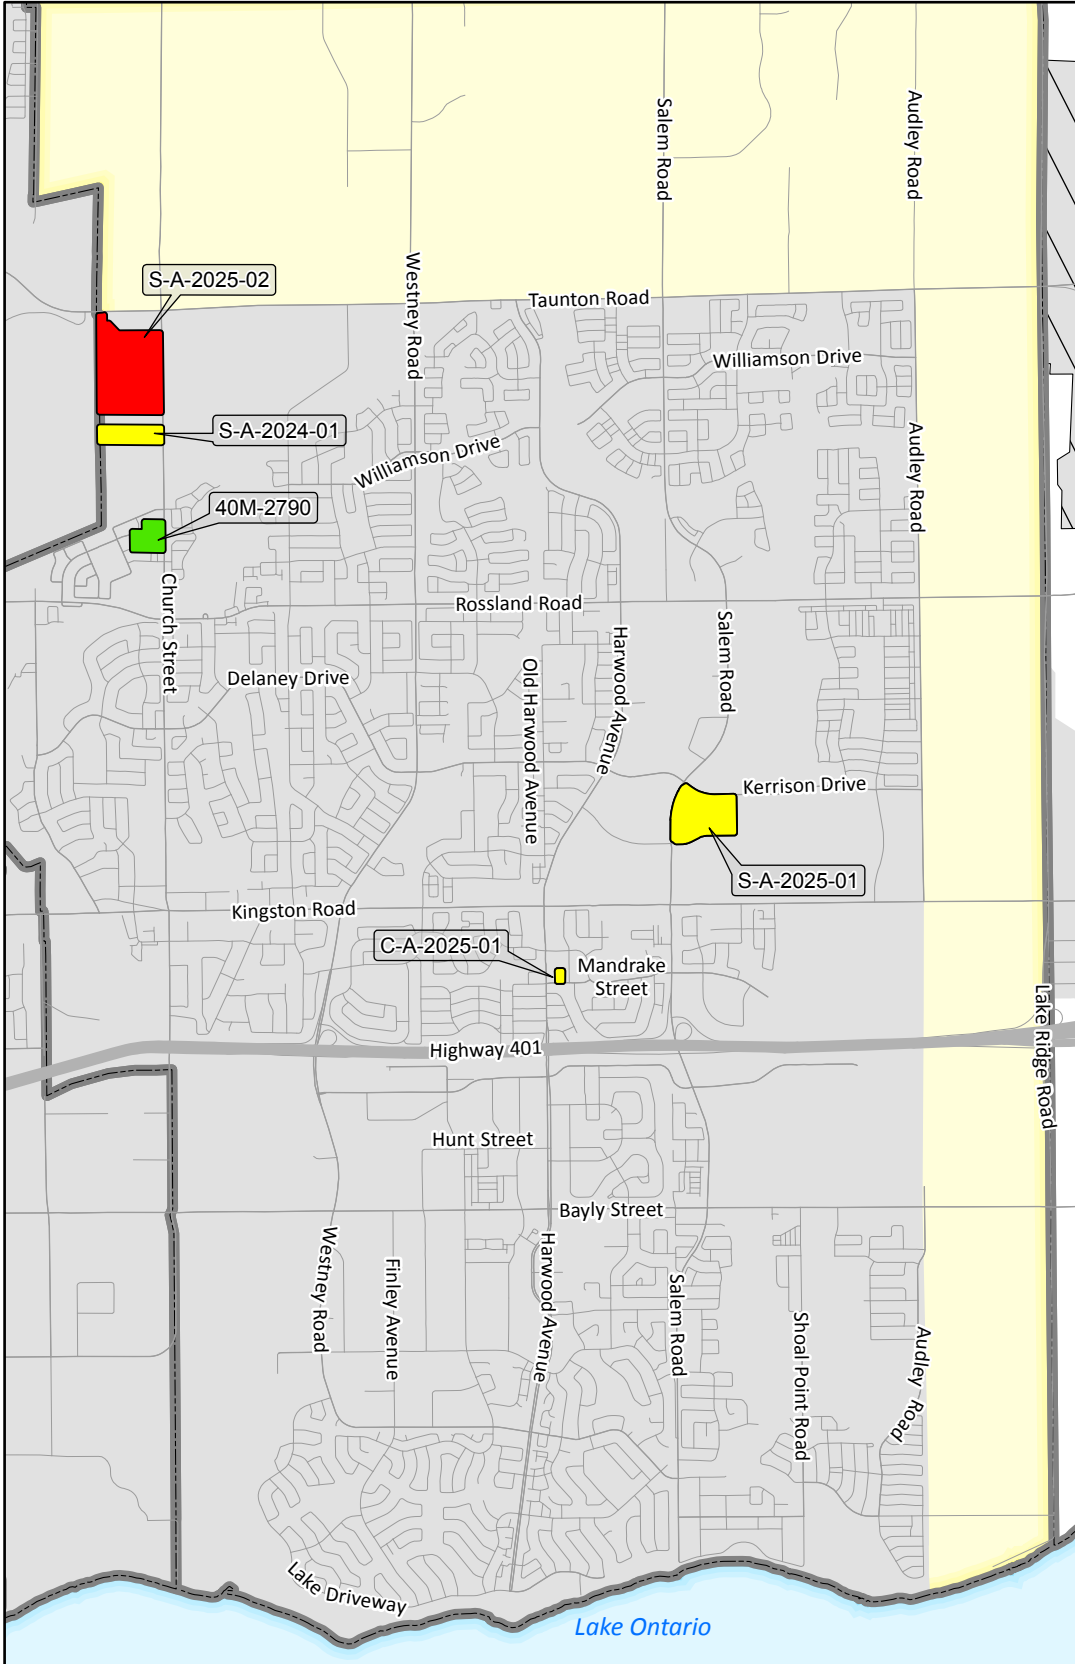 Salem Road
Audley Road
S-A-2025-02
Westney Road
Taunton Road
Williamson Drive
S-A-2024-01
Williamson Drive
Audley Road
40M-2790
Church Street
Rossland Road
Salem Road
Harwood Avenue
Old Harwood Avenue
Delaney Drive
Kerrison Drive
S-A-2025-01
Kingston Road
C-A-2025-01
Mandrake
Street
Lake Ridge Road
Highway 401
Hunt Street
Bayly Street
Westney Road
Finley Avenue
Harwood Avenue
Salem Road
Shoal Point Road
Audley Road
Lake Driveway
Lake Ontario